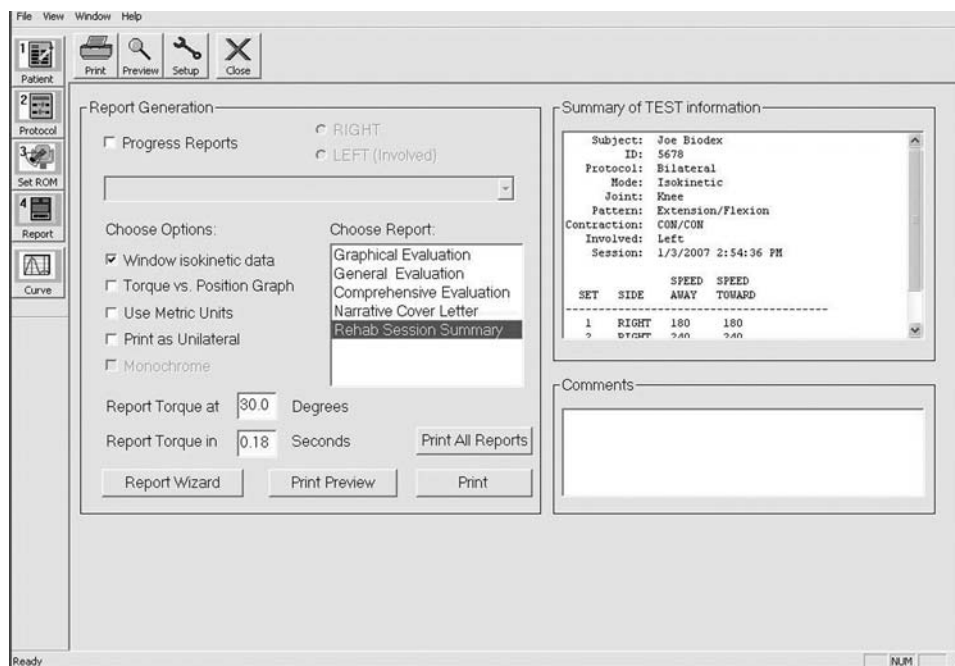 File View Window Help
1
Patient
2
Protocol
3
Set ROM
4
Report
Curve
Print Preview Setup Close
Report Generation
Progress Reports
RIGHT
LEFT (Involved)
Choose Options:
Window isokinetic data
Torque vs. Position Graph
Use Metric Units
Print as Unilateral
Monochrome
Choose Report:
Graphical Evaluation
General Evaluation
Comprehensive Evaluation
Narrative Cover Letter
Rehab Session Summary
Report Torque at 30.0 Degrees
Report Torque in 0.18 Seconds
Print All Reports
Report Wizard Print Preview Print
Summary of TEST information
Subject: Joe Biodex
ID: 5678
Protocol: Bilateral
Mode: Isokinetic
Joint: Knee
Pattern: Extension/Flexion
Contraction: CON/CON
Involved: Left
Session: 1/3/2007 2:54:36 PM
SPEED SPEED
SET SIDE AWAY TOWARD
--------------------------------------
1 RIGHT 180 180
2 RIGHT 240 240
Comments
Ready NUM